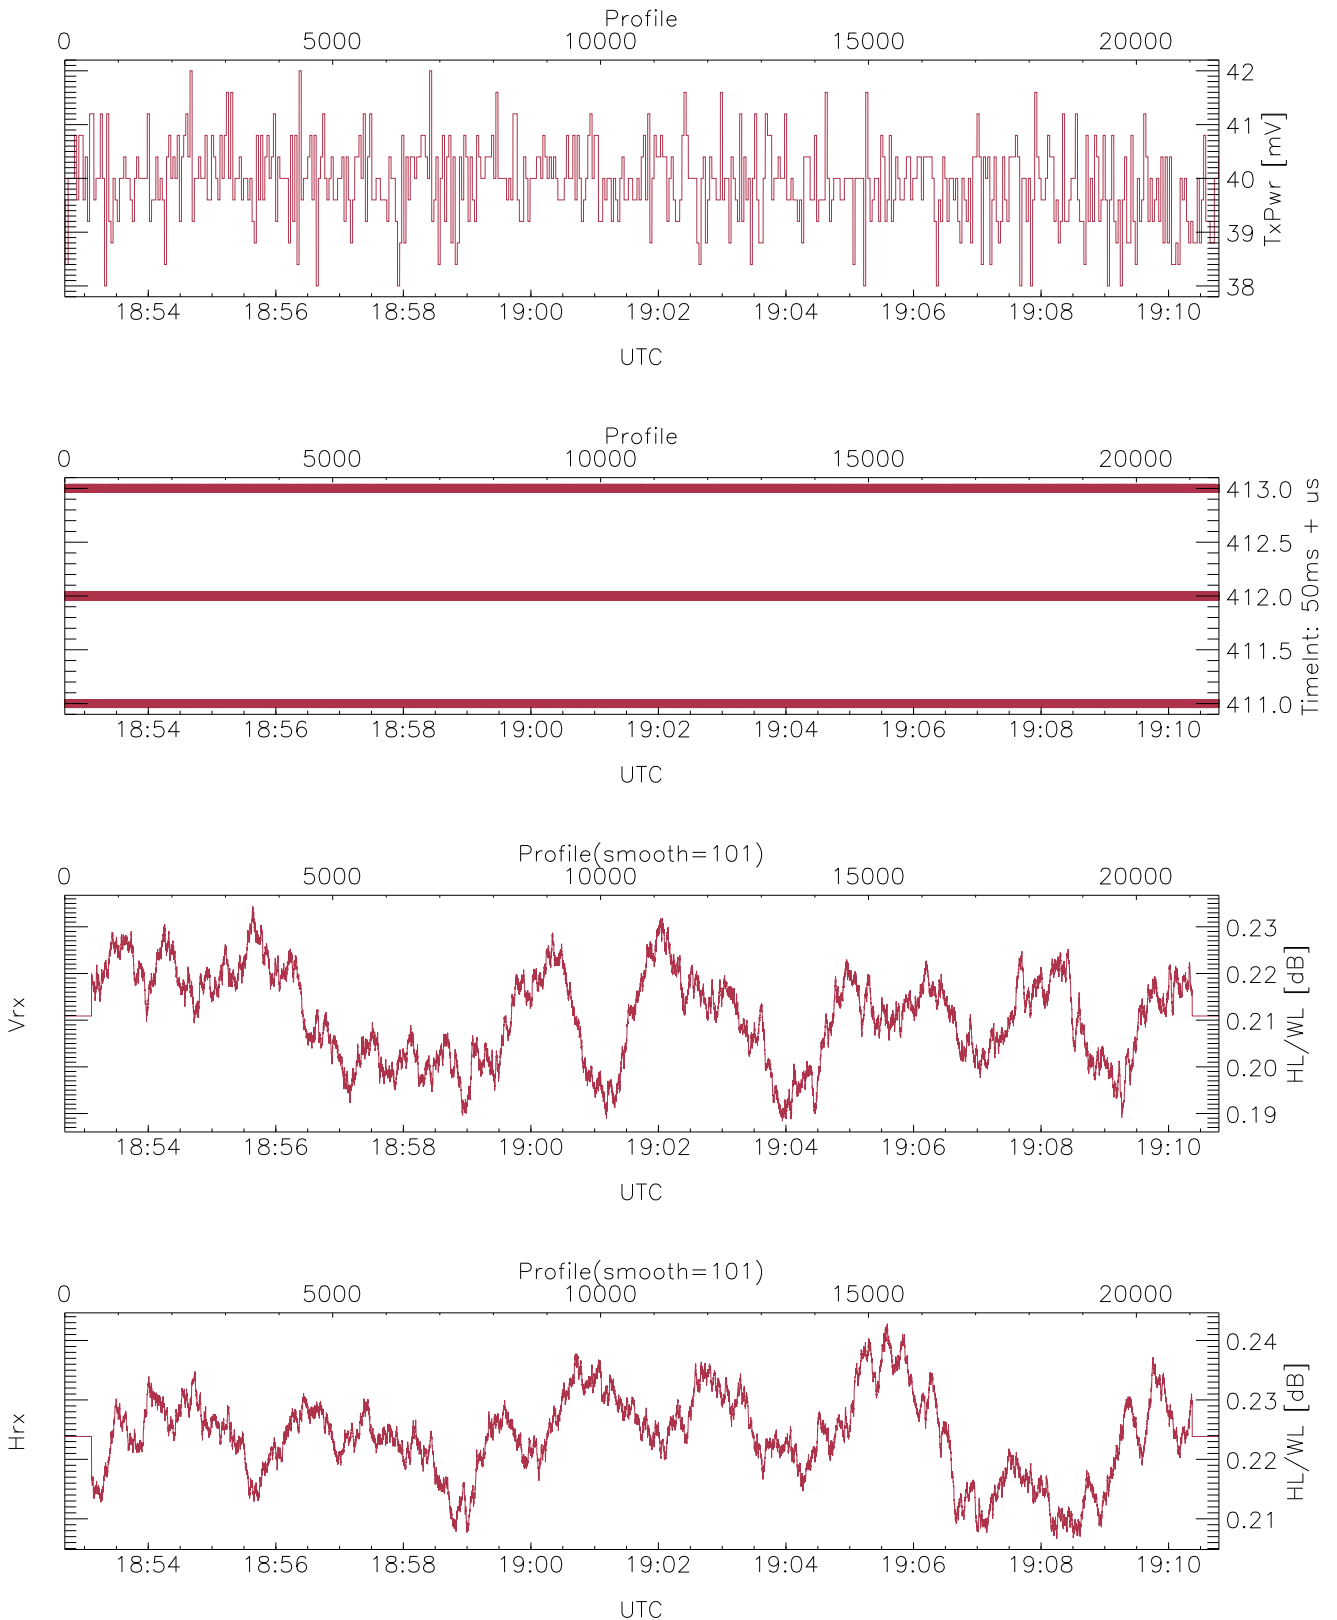 Profile
0 5000 10000 15000 20000
42
41
40
39
38
TxPwr [mV]
18:54 18:56 18:58 19:00 19:02 19:04 19:06 19:08 19:10
UTC
Profile
0 5000 10000 15000 20000
413.0
412.5
412.0
411.5
411.0
TimeInt: 50ms + us
18:54 18:56 18:58 19:00 19:02 19:04 19:06 19:08 19:10
UTC
Profile(smooth=101)
0 5000 10000 15000 20000
Vrx
0.23
0.22
0.21
0.20
0.19
HL/WL [dB]
18:54 18:56 18:58 19:00 19:02 19:04 19:06 19:08 19:10
UTC
Profile(smooth=101)
0 5000 10000 15000 20000
Hrx
0.24
0.23
0.22
0.21
HL/WL [dB]
18:54 18:56 18:58 19:00 19:02 19:04 19:06 19:08 19:10
UTC